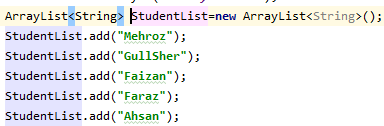 ArrayList<String> StudentList=new ArrayList<String>();
StudentList.add("Mehroz");
StudentList.add("GullSher");
StudentList.add("Faizan");
StudentList.add("Faraz");
StudentList.add("Ahsan");